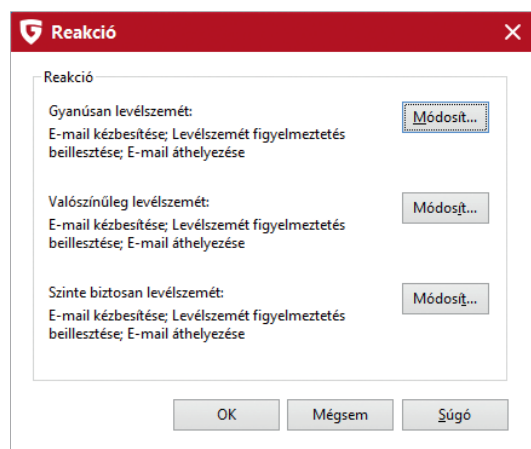 Reakció
Reakció
Gyanúsan levélszemét:
Módosít...
E-mail kézbesítése; Levélszemét figyelmeztetés
beillesztése; E-mail áthelyezése
Valószínűleg levélszemét:
Módosít...
E-mail kézbesítése; Levélszemét figyelmeztetés
beillesztése; E-mail áthelyezése
Szinte biztosan levélszemét:
Módosít...
E-mail kézbesítése; Levélszemét figyelmeztetés
beillesztése; E-mail áthelyezése
OK Mégsem Súgó